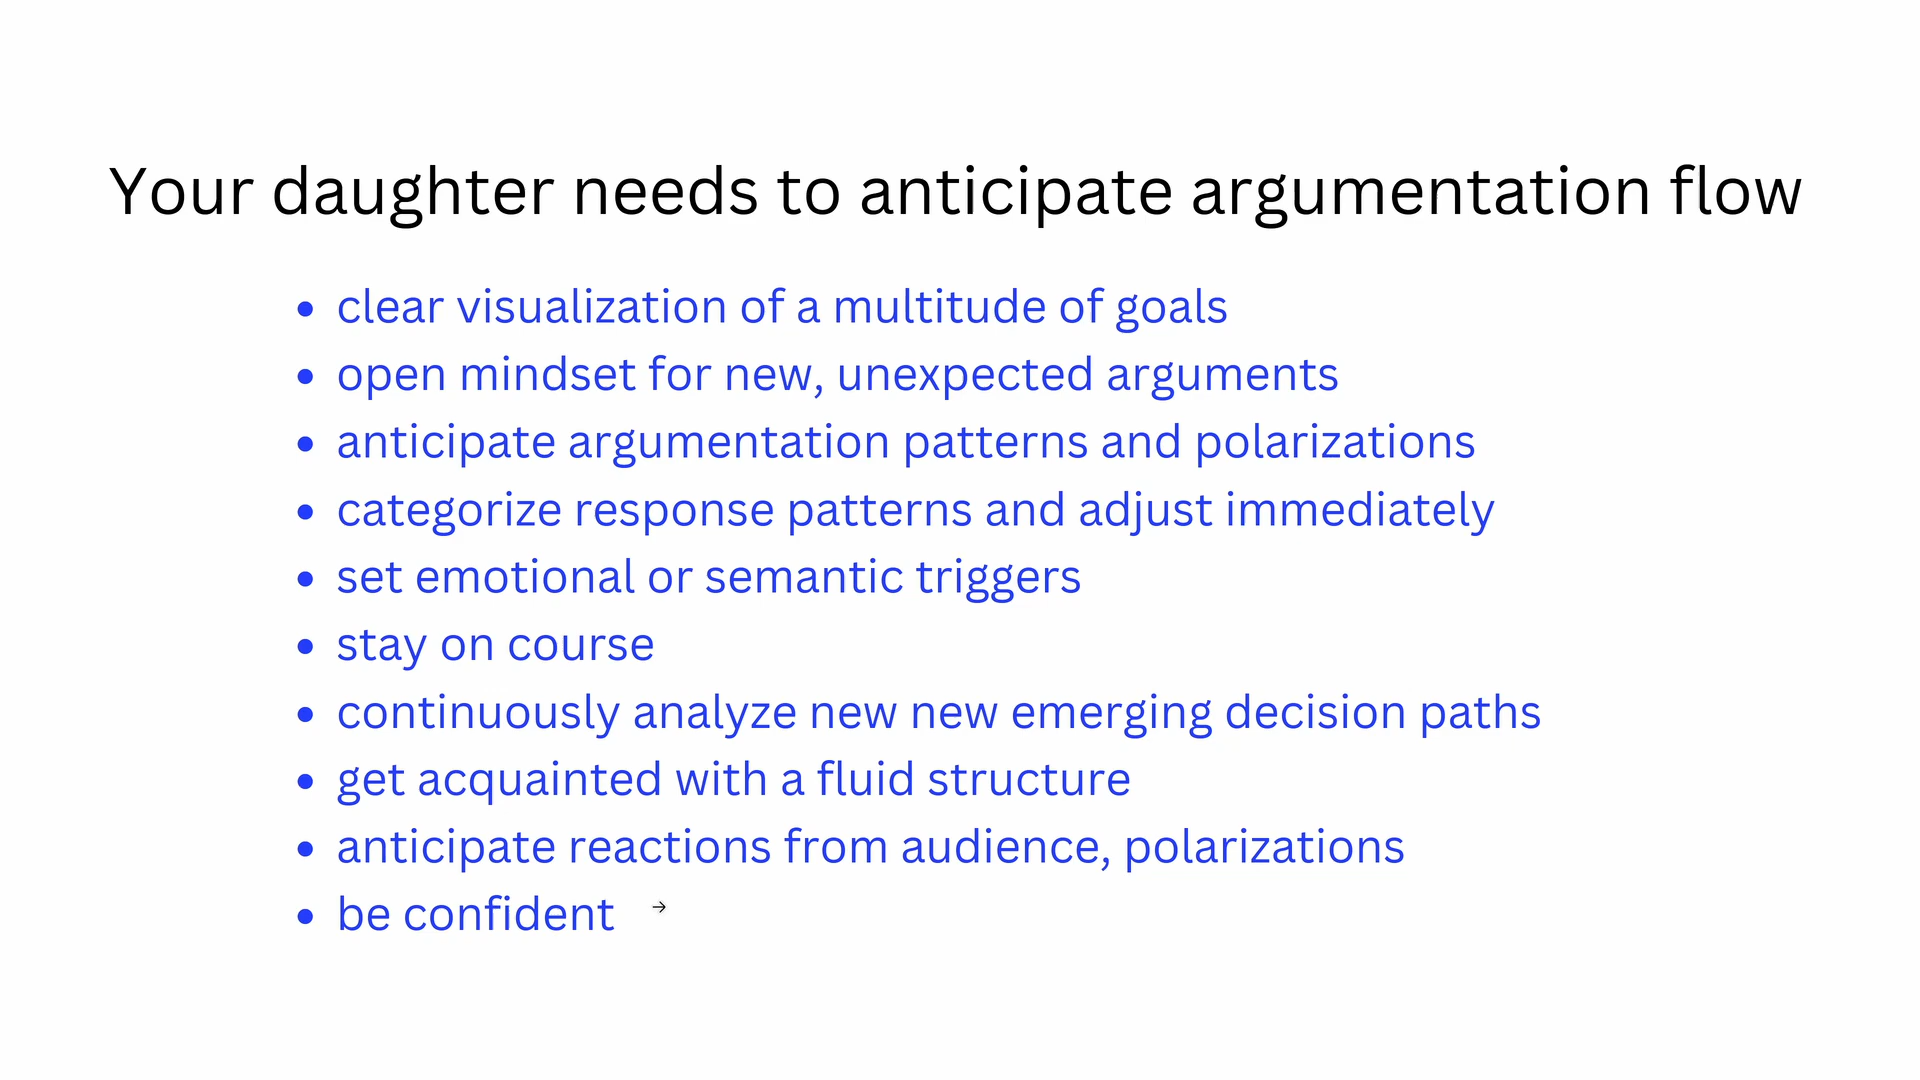 Your daughter needs to anticipate argumentation flow
• clear visualization of a multitude of goals
• open mindset for new, unexpected arguments
• anticipate argumentation patterns and polarizations
• categorize response patterns and adjust immediately
• set emotional or semantic triggers
• stay on course
• continuously analyze new new emerging decision paths
• get acquainted with a fluid structure
• anticipate reactions from audience, polarizations
• be confident →